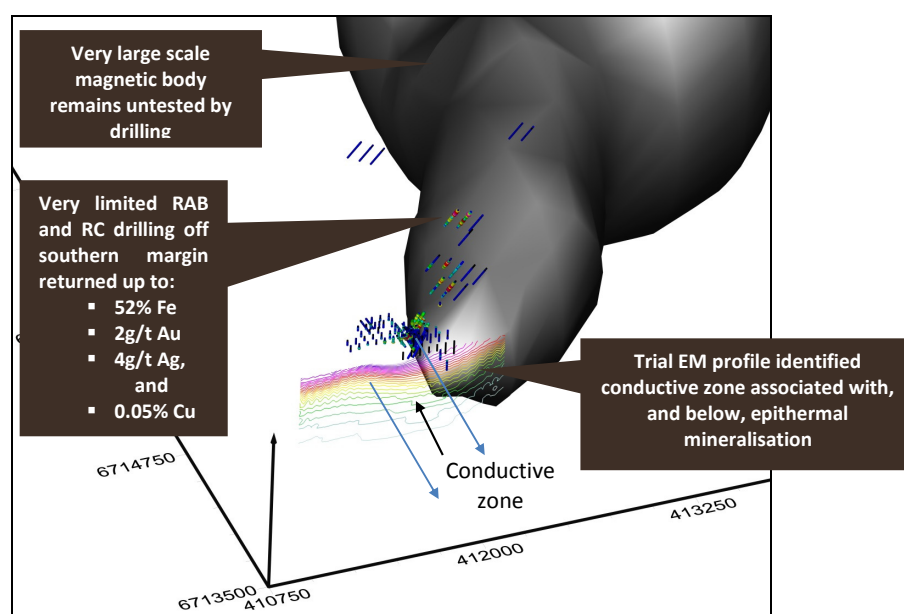 Very large scale
magnetic body
remains untested by
drilling
Very limited RAB
and RC drilling off
southern margin
returned up to:
▪ 52% Fe
▪ 2g/t Au
▪ 4g/t Ag,
and
▪ 0.05% Cu
Trial EM profile identified
conductive zone associated with,
and below, epithermal
mineralisation
Conductive
zone
6714750
413250
412000
6713500
410750